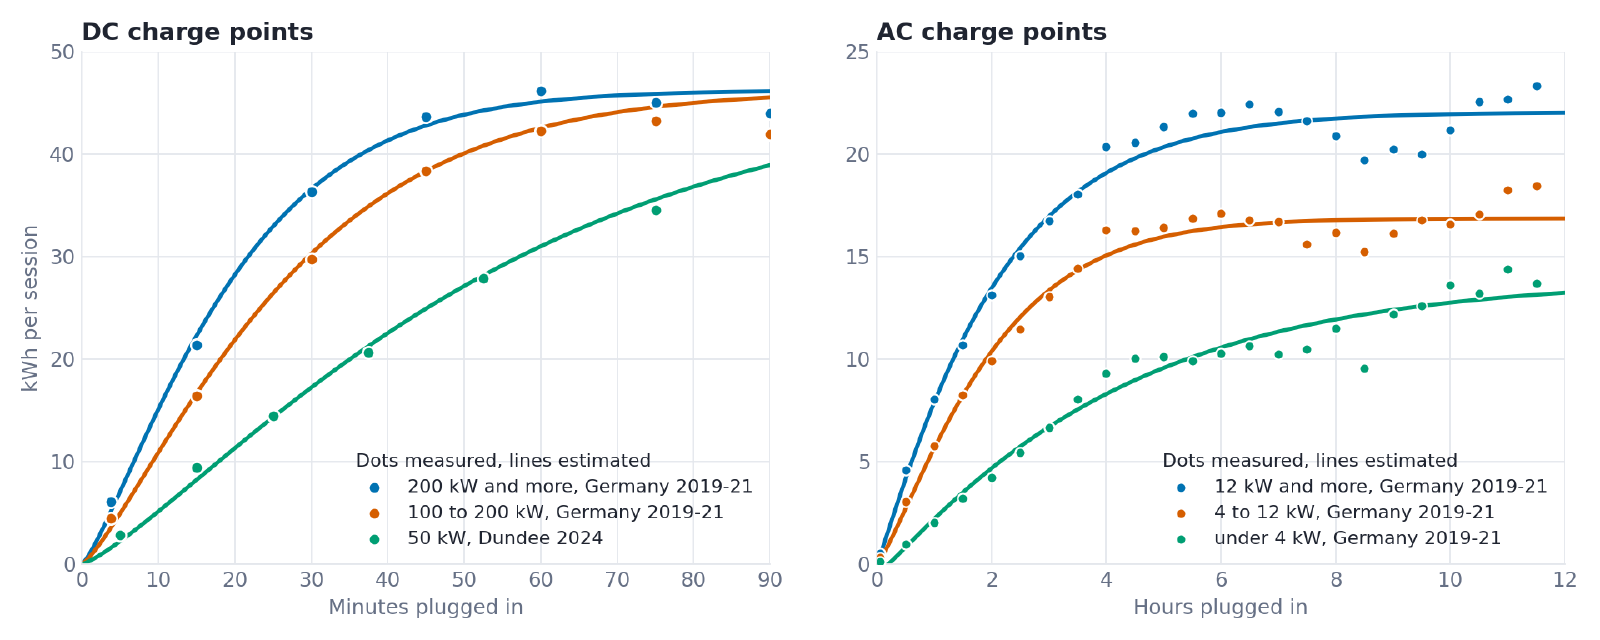 DC charge points
50
40
30
20
10
0
kWh per session
Dots measured, lines estimated
200 kW and more, Germany 2019-21
100 to 200 kW, Germany 2019-21
50 kW, Dundee 2024
0 10 20 30 40 50 60 70 80 90
Minutes plugged in
AC charge points
25
20
15
10
5
0
Dots measured, lines estimated
12 kW and more, Germany 2019-21
4 to 12 kW, Germany 2019-21
under 4 kW, Germany 2019-21
0 2 4 6 8 10 12
Hours plugged in